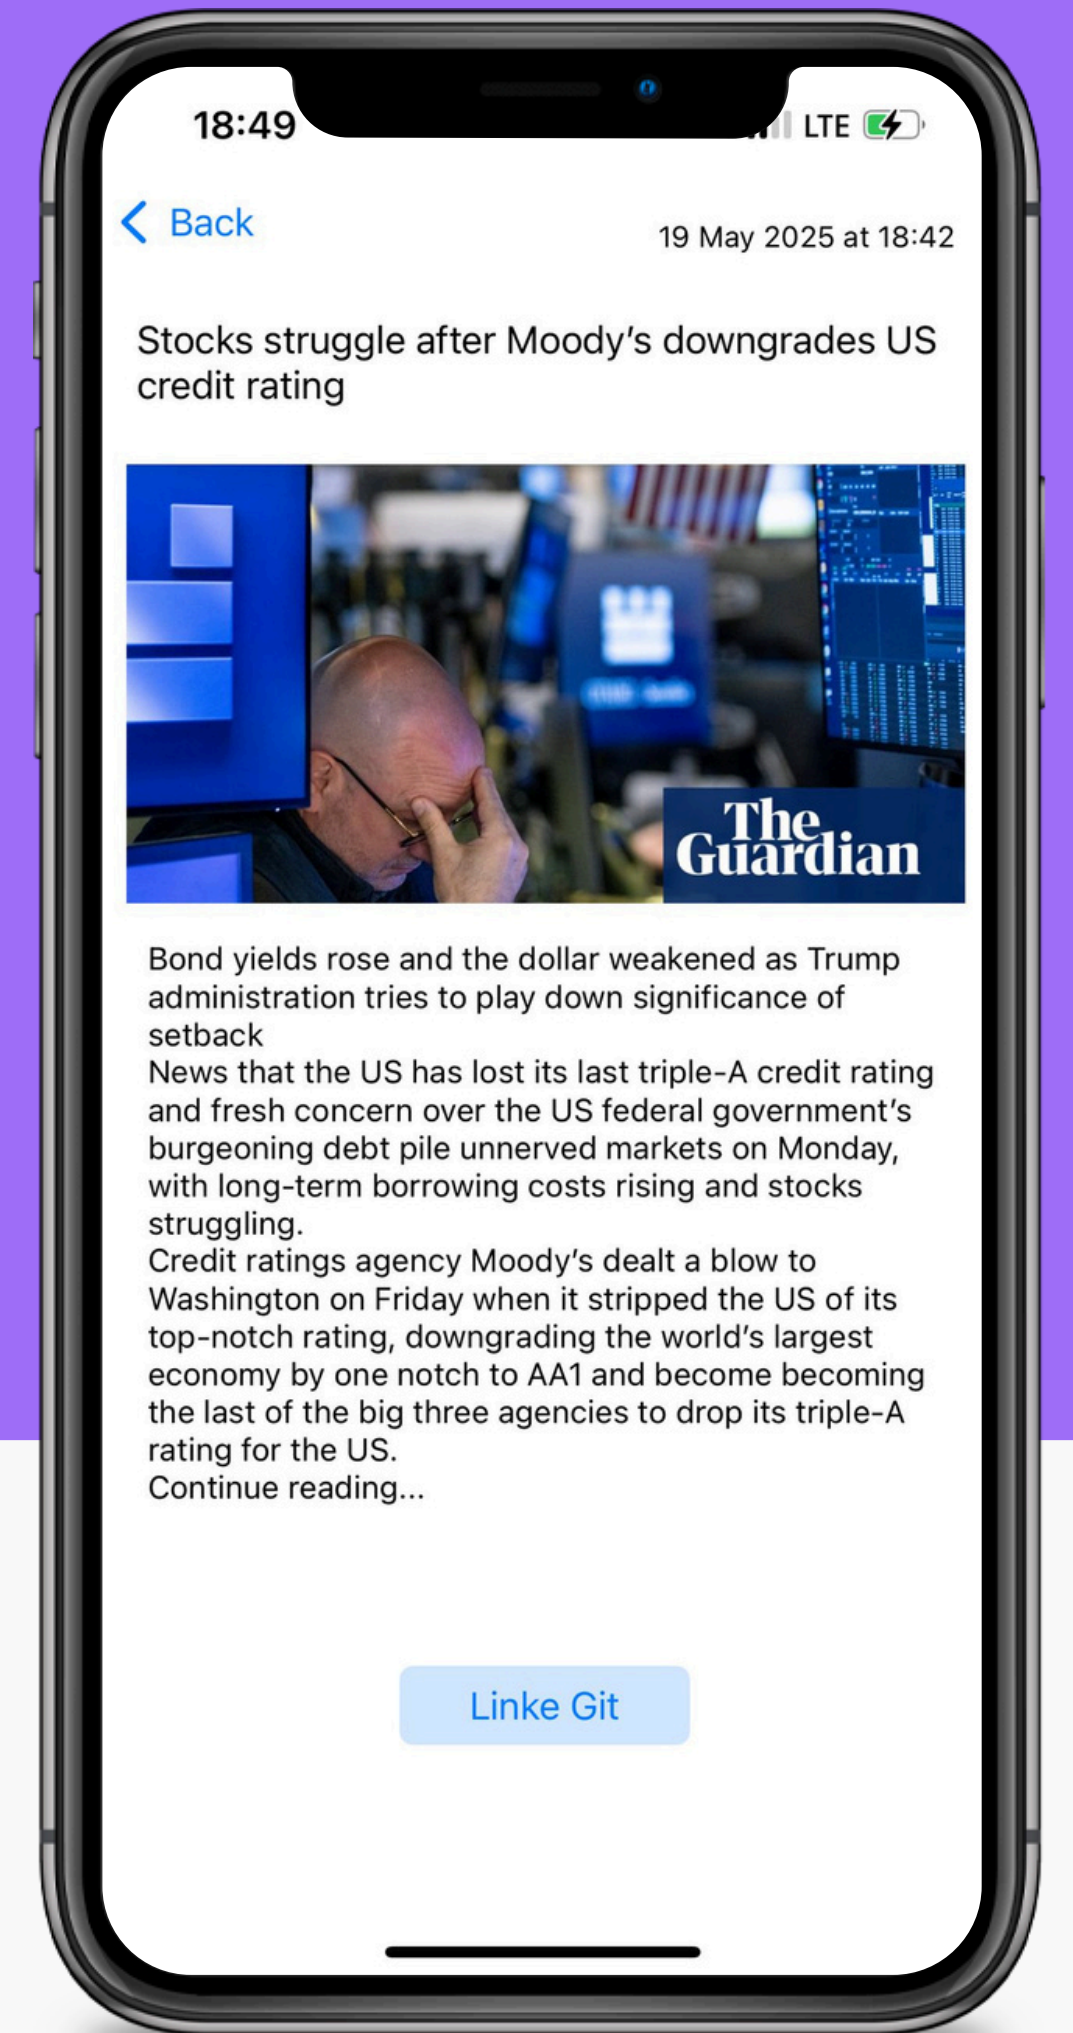 18:49
LTE
Back
19 May 2025 at 18:42
Stocks struggle after Moody’s downgrades US
credit rating
The
Guardian
Bond yields rose and the dollar weakened as Trump
administration tries to play down significance of
setback
News that the US has lost its last triple-A credit rating
and fresh concern over the US federal government’s
burgeoning debt pile unnerved markets on Monday,
with long-term borrowing costs rising and stocks
struggling.
Credit ratings agency Moody’s dealt a blow to
Washington on Friday when it stripped the US of its
top-notch rating, downgrading the world’s largest
economy by one notch to AA1 and become becoming
the last of the big three agencies to drop its triple-A
rating for the US.
Continue reading...
Linke Git